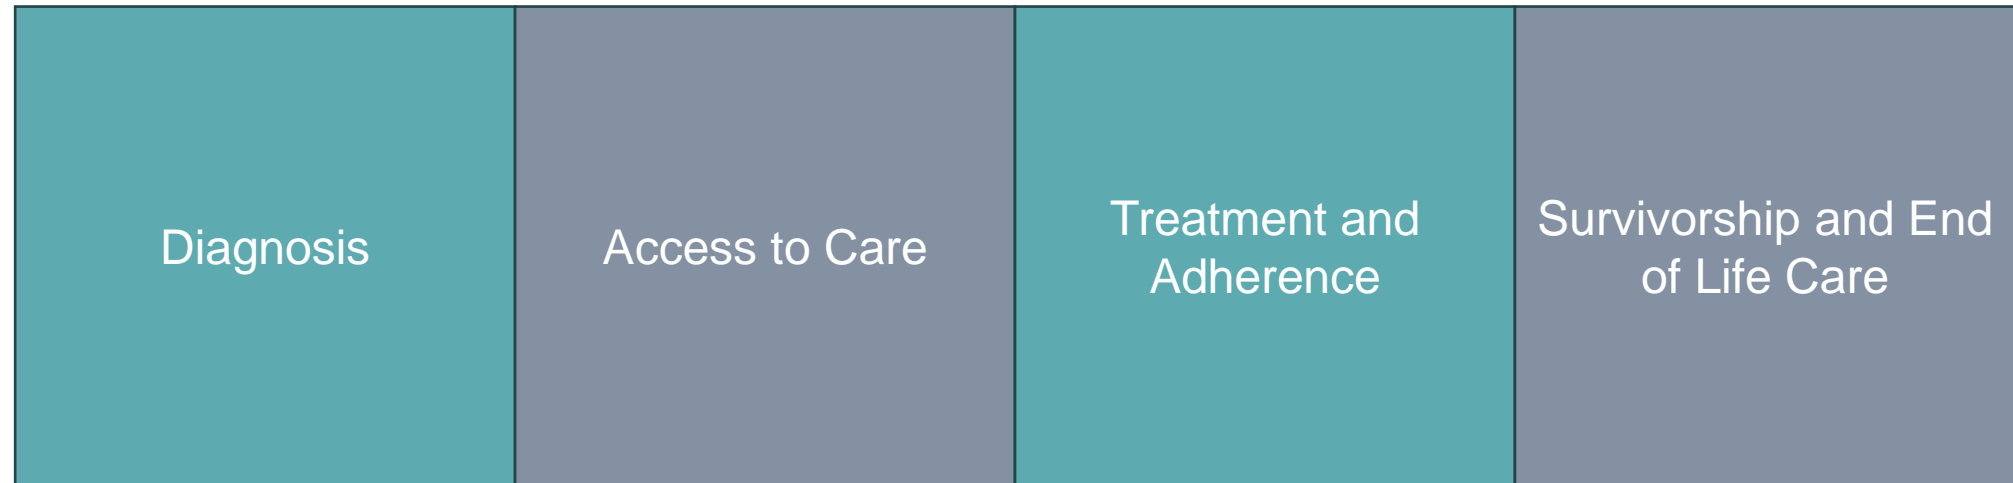 Diagnosis
Access to Care
Treatment and
Adherence
Survivorship and End
of Life Care